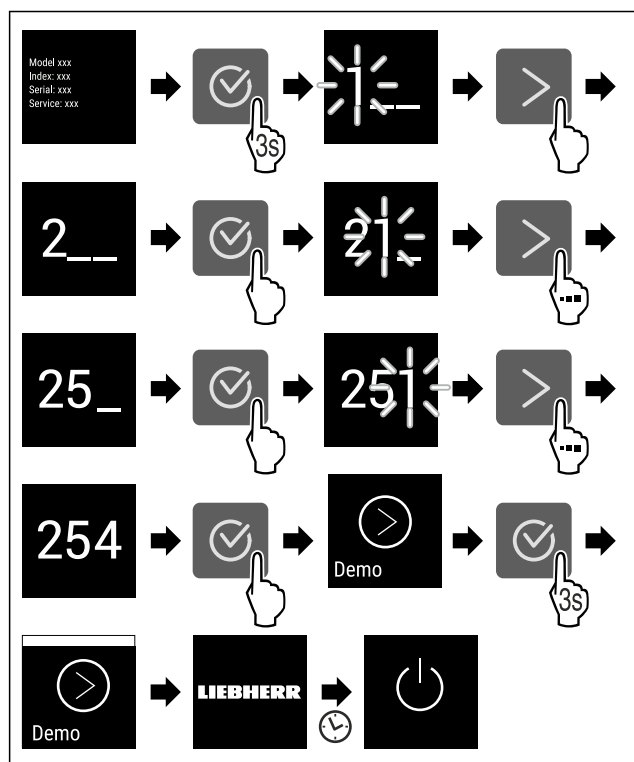 Model xxx
Index: xxx
Serial: xxx
Service: xxx
3s
1__
2__
21_
25_
251
254
Demo
3s
Demo
LIEBHERR